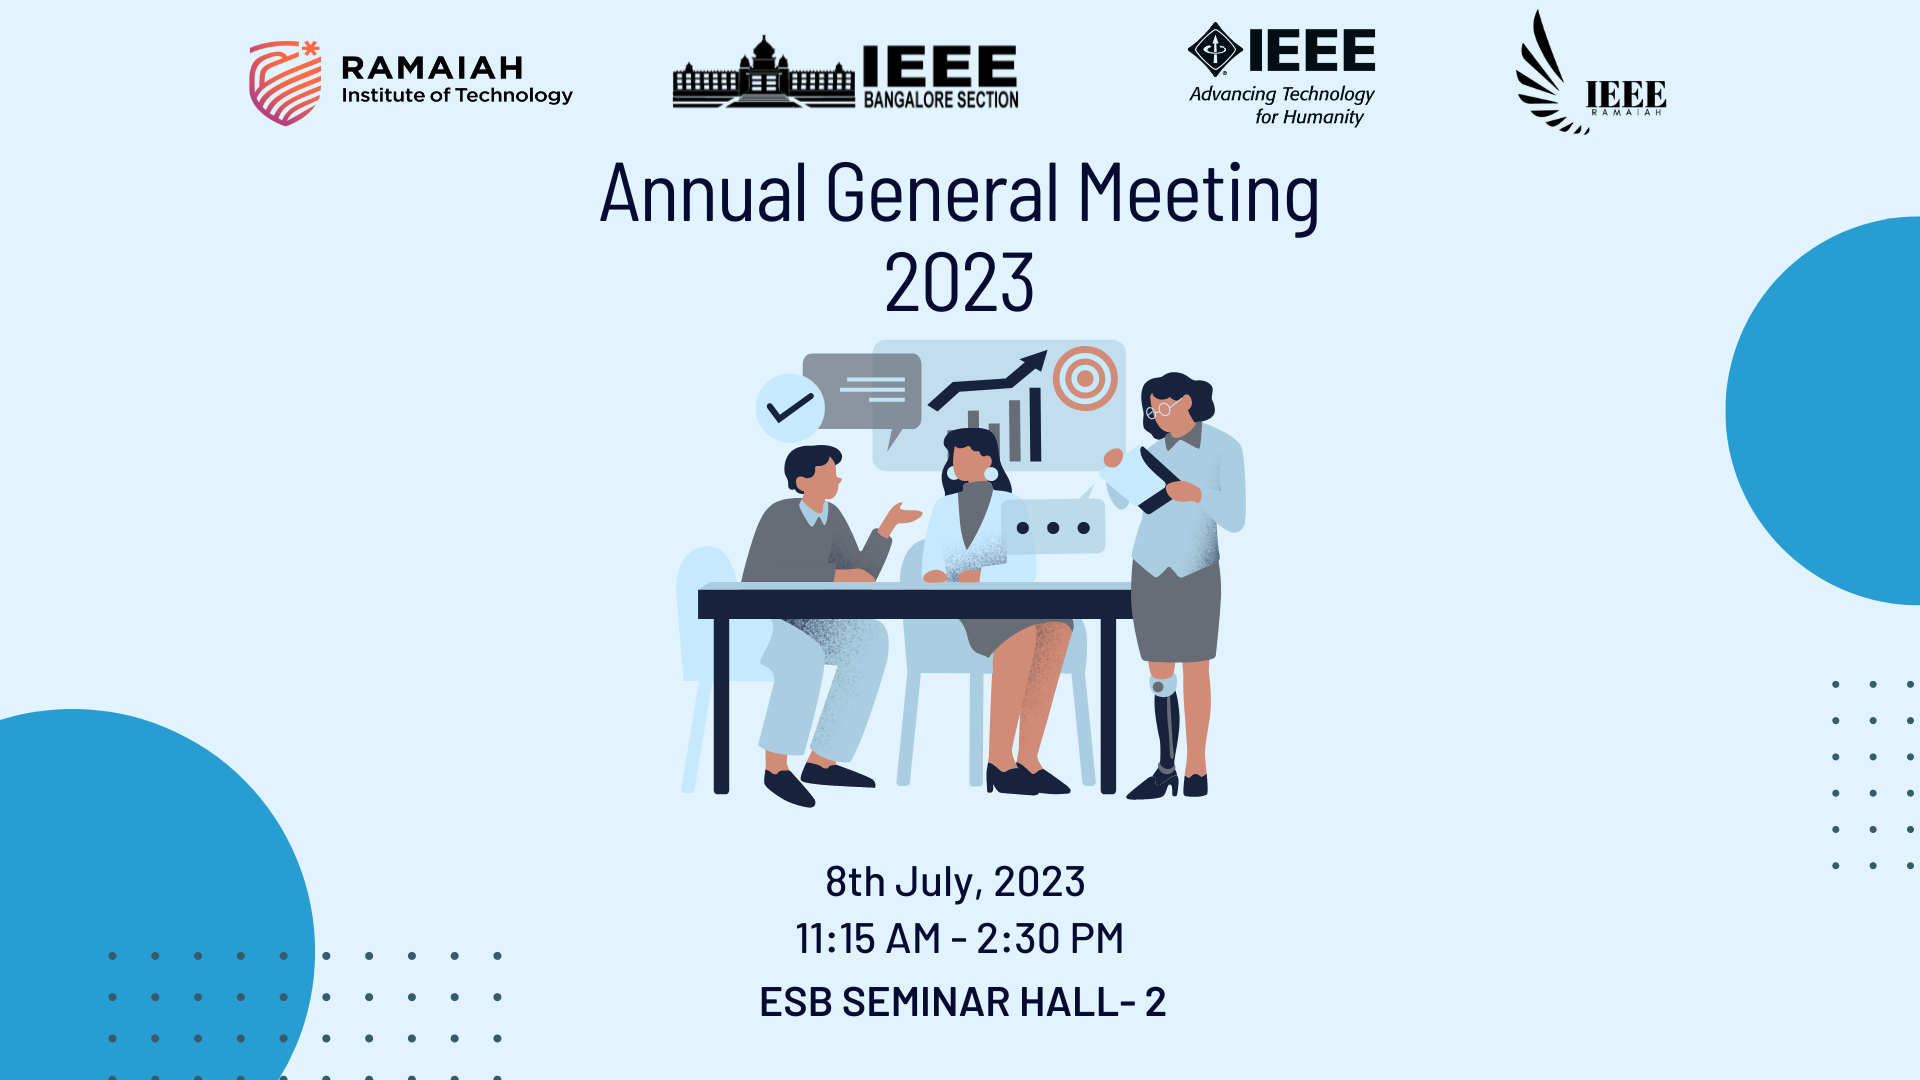 RAMAIAH
Institute of Technology
IEEE
BANGALORE SECTION
IEEE
Advancing Technology
for Humanity
IEEE
RAMAIAH
Annual General Meeting
2023
8th July, 2023
11:15 AM - 2:30 PM
ESB SEMINAR HALL- 2